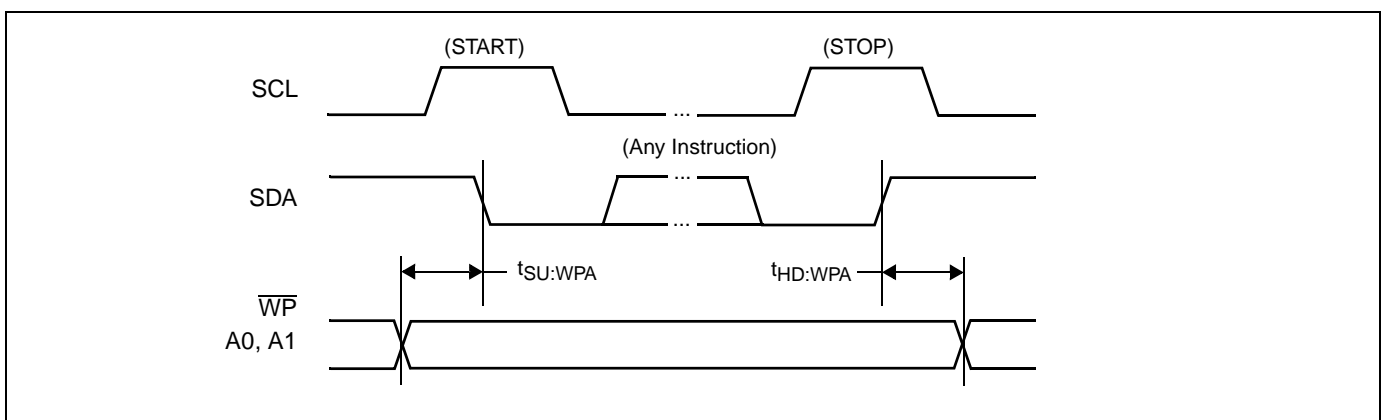 (START)
(STOP)
SCL
...
(Any Instruction)
...
SDA
...
tSU:WPA
tHD:WPA
WP
A0, A1